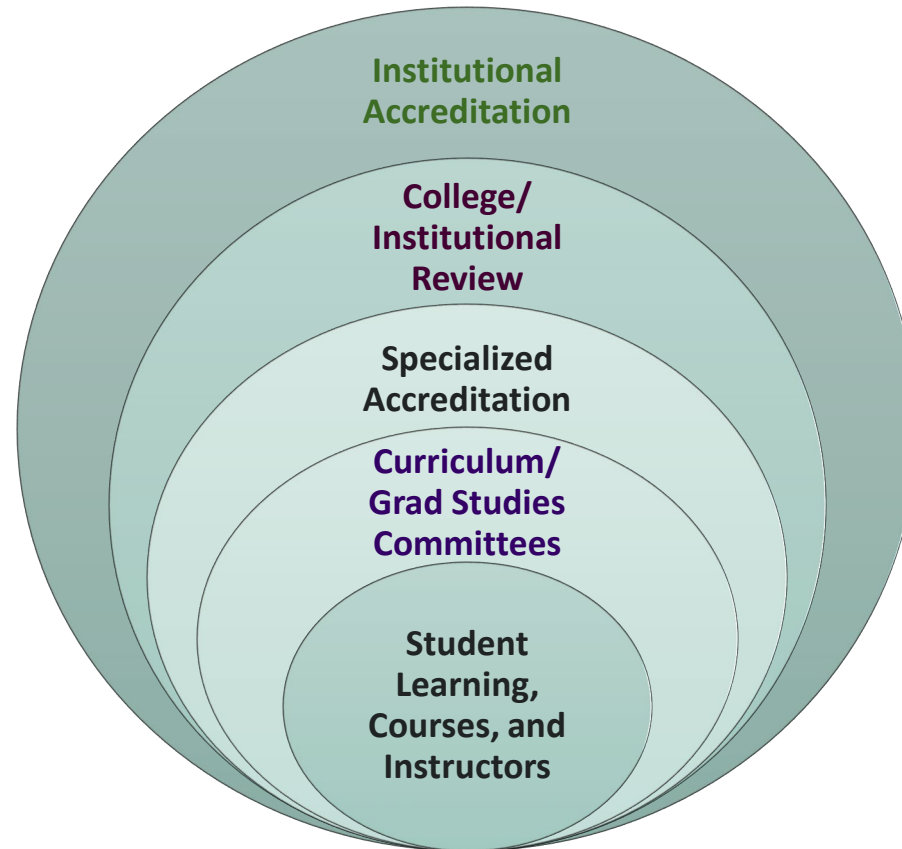 Institutional
Accreditation
College/
Institutional
Review
Specialized
Accreditation
Curriculum/
Grad Studies
Committees
Student
Learning,
Courses, and
Instructors